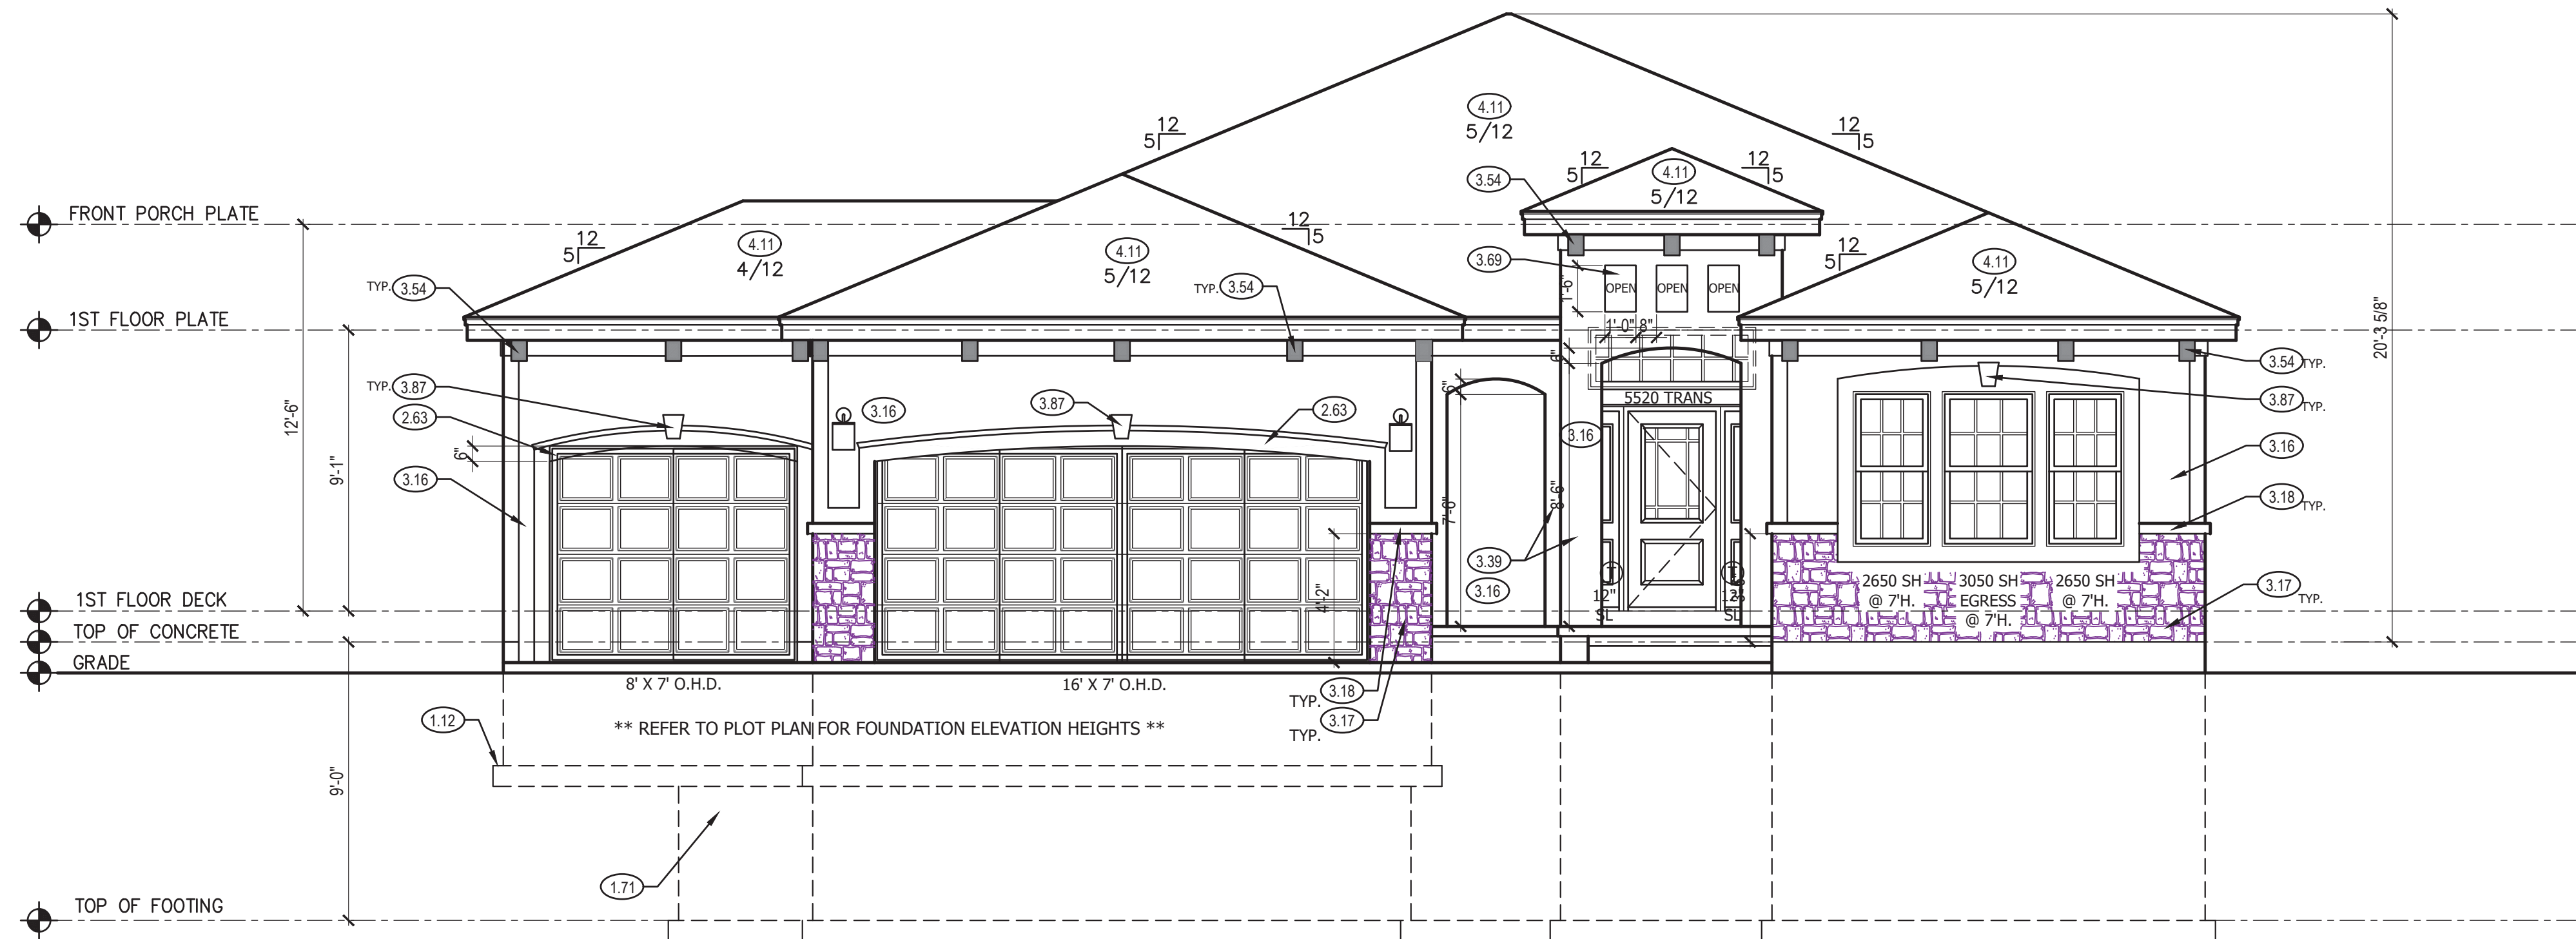 12
5
4.11
5/12
12
5
12
5
4.11
5/12
12
5
3.54
FRONT PORCH PLATE
12
5
4.11
4/12
4.11
5/12
12
5
3.69
OPEN
OPEN
OPEN
1'-6"
12
5
4.11
5/12
20'-3 5/8"
TYP. 3.54
TYP. 3.54
1ST FLOOR PLATE
1'-0" 8"
6"
3.54 TYP.
TYP. 3.87
2.63
3.16
3.87
2.63
6"
5520 TRANS
3.87 TYP.
12'-6"
9'-1"
6"
3.16
3.16
3.16
7'-6"
8'-6"
3.18 TYP.
3.39
3.16
4'-2"
12"
SL
12"
SL
2650 SH
@ 7'H.
3050 SH
EGRESS
@ 7'H.
2650 SH
@ 7'H.
3.17 TYP.
1ST FLOOR DECK
TOP OF CONCRETE
GRADE
8' X 7' O.H.D.
16' X 7' O.H.D.
TYP. 3.18
TYP. 3.17
1.12
** REFER TO PLOT PLAN FOR FOUNDATION ELEVATION HEIGHTS **
9'-0"
1.71
TOP OF FOOTING